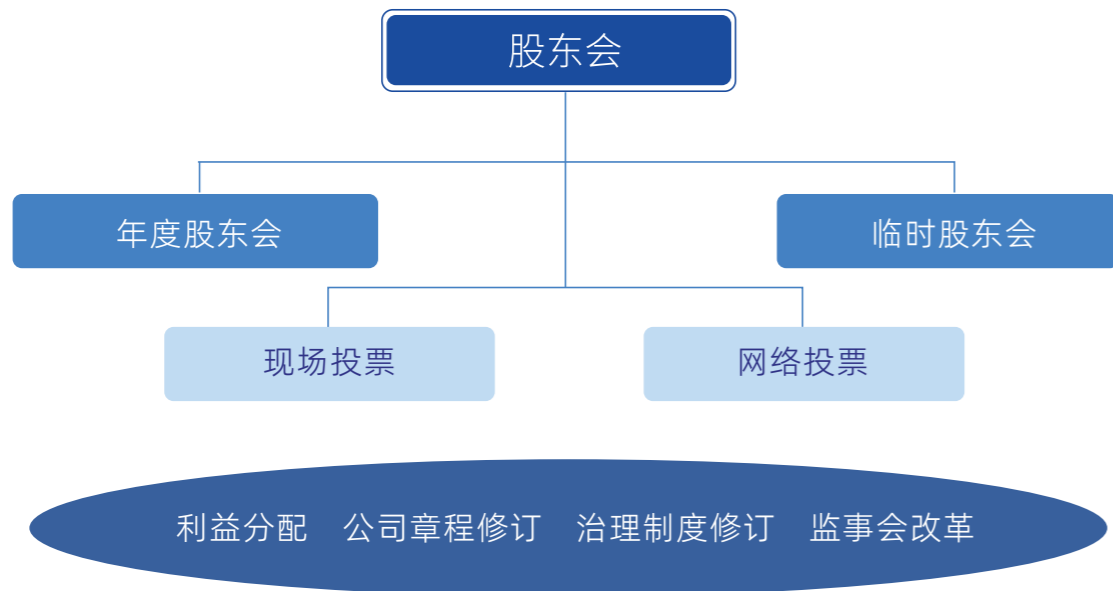 股东会
年度股东会
临时股东会
现场投票
网络投票
利益分配 公司章程修订 治理制度修订 监事会改革